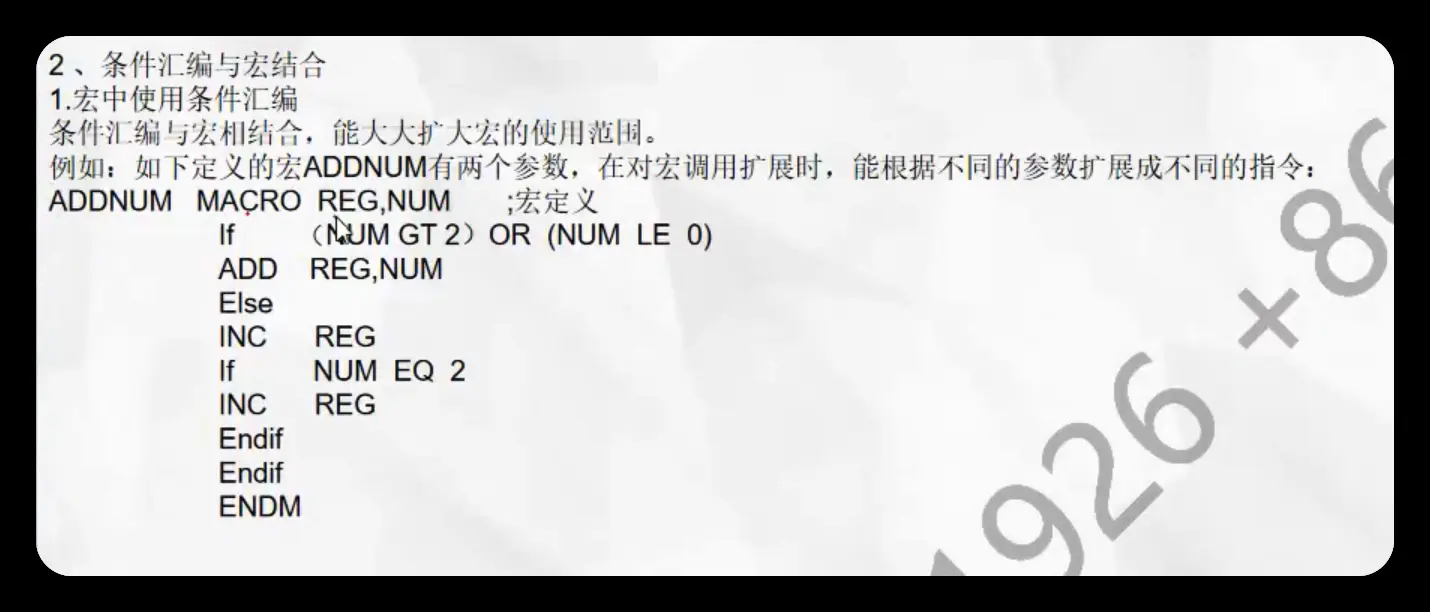 2 、条件汇编与宏结合
1.宏中使用条件汇编
条件汇编与宏相结合，能大大扩大宏的使用范围。
例如：如下定义的宏ADDNUM有两个参数，在对宏调用扩展时，能根据不同的参数扩展成不同的指令：
ADDNUM MACRO REG,NUM ;宏定义
If （NUM GT 2）OR (NUM LE 0)
ADD REG,NUM
Else
INC REG
If NUM EQ 2
INC REG
Endif
Endif
ENDM
1926 +86